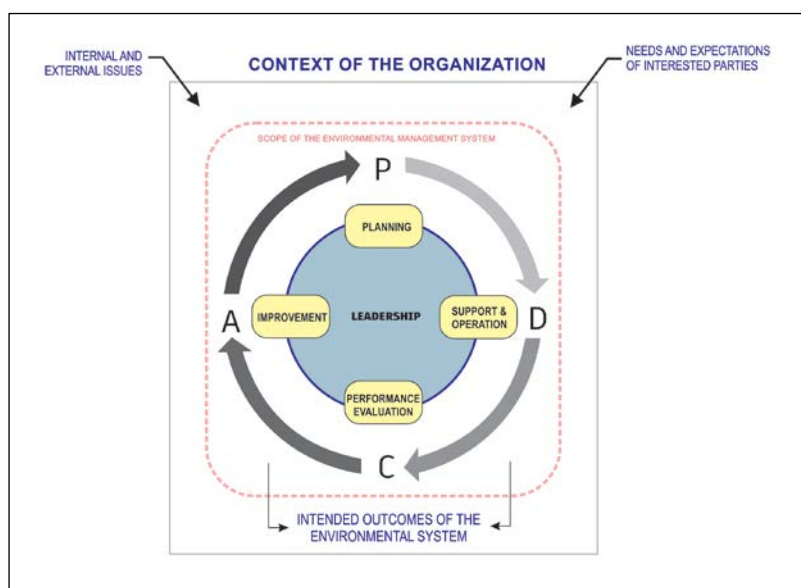 INTERNAL AND
EXTERNAL ISSUES
CONTEXT OF THE ORGANIZATION
NEEDS AND EXPECTATIONS
OF INTERESTED PARTIES
SCOPE OF THE ENVIRONMENTAL MANAGEMENT SYSTEM
P
PLANNING
A
IMPROVEMENT
LEADERSHIP
SUPPORT &
OPERATION
D
PERFORMANCE
EVALUATION
C
INTENDED OUTCOMES OF THE
ENVIRONMENTAL SYSTEM